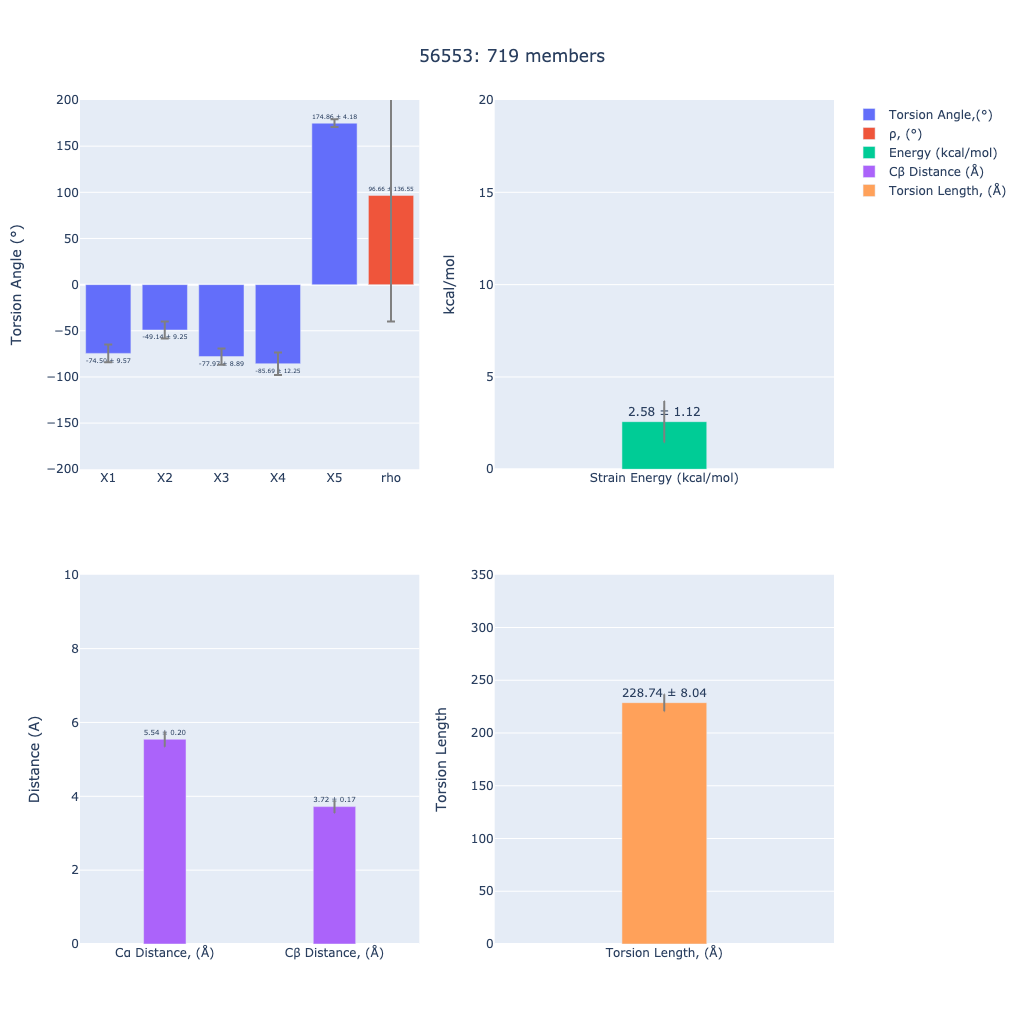 56553: 719 members
Torsion Angle,(°)
ρ, (°)
Energy (kcal/mol)
Cβ Distance (Å)
Torsion Length, (Å)
Torsion Angle (°)
200
150
100
50
0
−50
−100
−150
−200
-74.50 ± 9.57
-49.14 ± 9.25
-77.97 ± 8.89
-85.69 ± 12.25
174.86 ± 4.18
96.66 ± 136.55
X1 X2 X3 X4 X5 rho
kcal/mol
20
15
10
5
0
2.58 ± 1.12
Strain Energy (kcal/mol)
Distance (A)
10
8
6
4
2
0
5.54 ± 0.20
3.72 ± 0.17
Cα Distance, (Å) Cβ Distance, (Å)
Torsion Length
350
300
250
200
150
100
50
0
228.74 ± 8.04
Torsion Length, (Å)